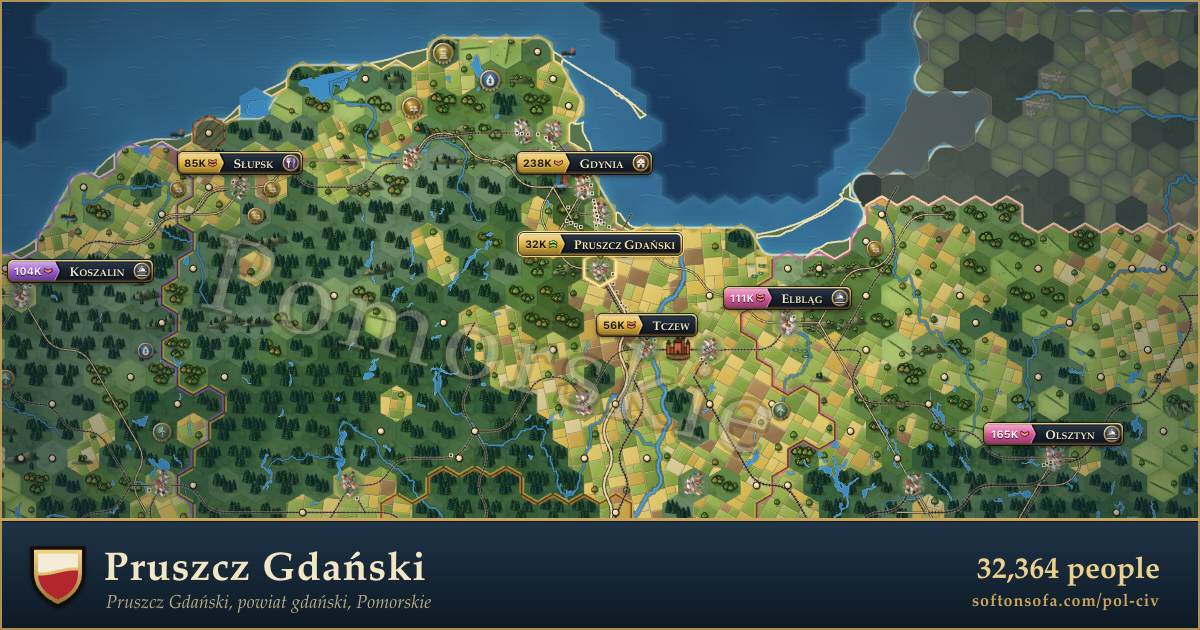 85K SŁUPSK
238K GDYNIA
32K PRUSZCZ GDAŃSKI
104K KOSZALIN
111K ELBLĄG
56K TCZEW
Pomorskie
165K OLSZTYN
Pruszcz Gdański
Pruszcz Gdański, powiat gdański, Pomorskie
32,364 people
softonsofa.com/pol-civ